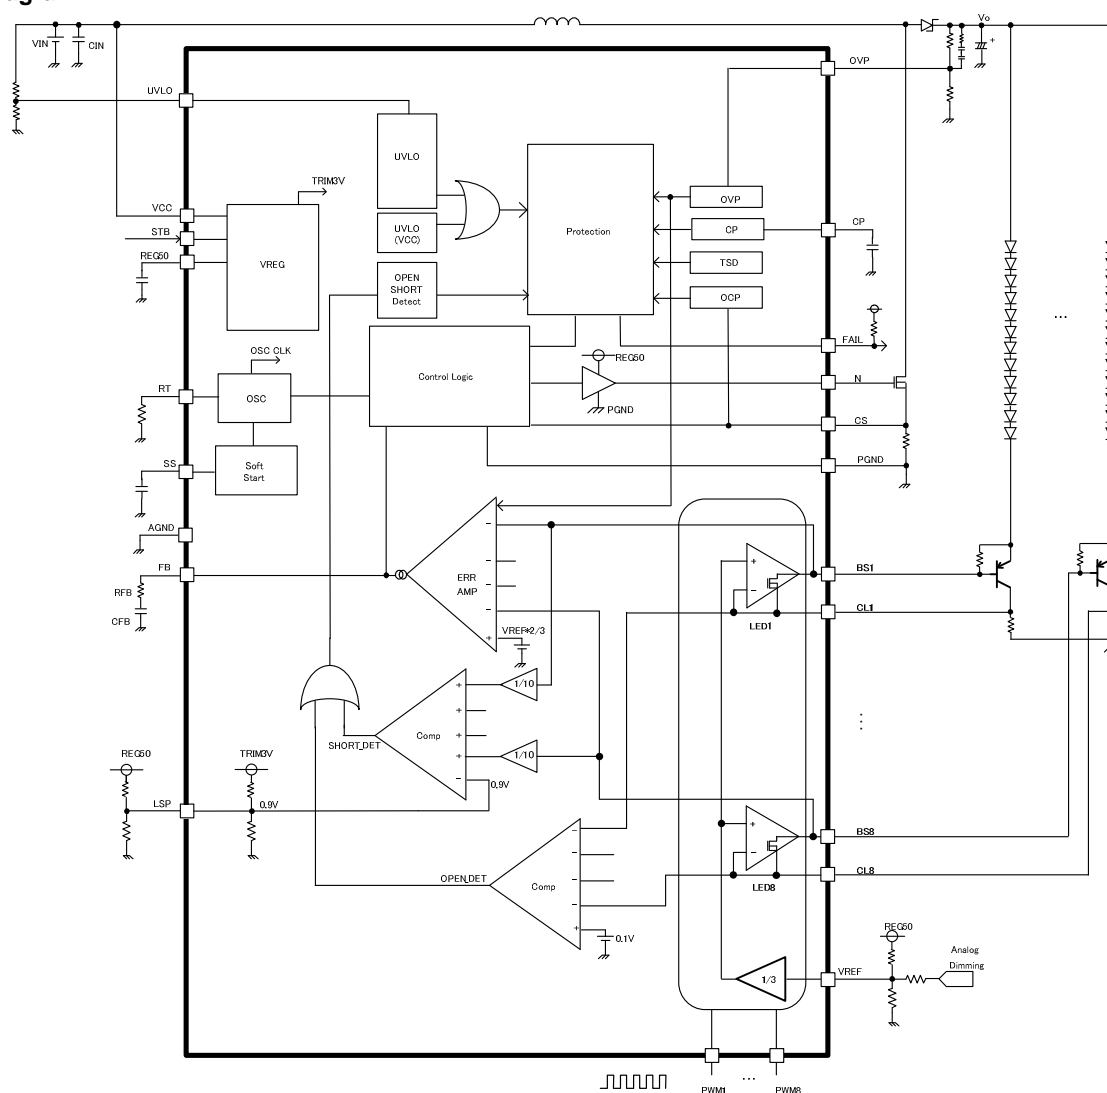 Vo
VIN
CIN
OVP
UVLO
UVLO
TRIM3V
VCC
STB
REG50
VREG
UVLO
(VCC)
OPEN
SHORT
Detect
Protection
OVP
CP
TSD
OCP
CP
...
FAIL
OSC CLK
RT
OSC
Control Logic
REG50
PGND
N
CS
SS
Soft
Start
PGND
AGND
FB
RFB
CFB
ERR
AMP
VREF*2/3
+
-
LED1
BS1
CL1
1/10
Comp
SHORT_DET
1/10
0.9V
REG50
TRIM3V
LSP
0.9V
BS8
CL8
LED8
OPEN_DET
Comp
0.1V
REG50
Analog
Dimming
VREF
1/3
PWM1
...
PWM8